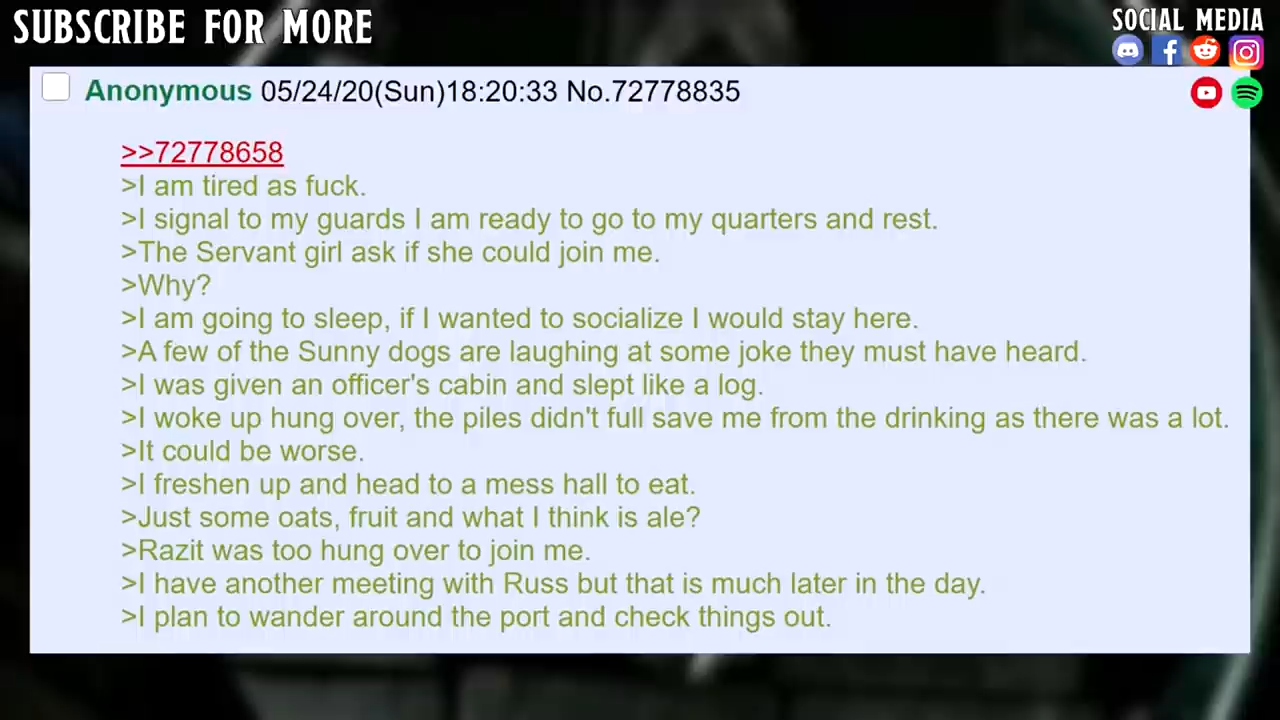 SUBSCRIBE FOR MORE
SOCIAL MEDIA
Anonymous 05/24/20(Sun)18:20:33 No.72778835
>>72778658
>I am tired as fuck.
>I signal to my guards I am ready to go to my quarters and rest.
>The Servant girl ask if she could join me.
>Why?
>I am going to sleep, if I wanted to socialize I would stay here.
>A few of the Sunny dogs are laughing at some joke they must have heard.
>I was given an officer's cabin and slept like a log.
>I woke up hung over, the piles didn't full save me from the drinking as there was a lot.
>It could be worse.
>I freshen up and head to a mess hall to eat.
>Just some oats, fruit and what I think is ale?
>Razit was too hung over to join me.
>I have another meeting with Russ but that is much later in the day.
>I plan to wander around the port and check things out.